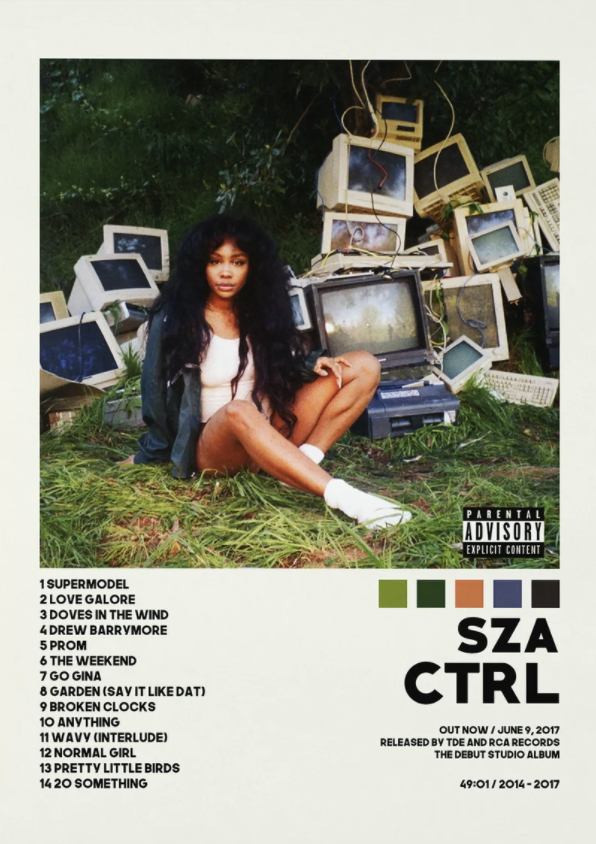 PARENTAL
ADVISORY
EXPLICIT CONTENT
1 SUPERMODEL
2 LOVE GALORE
3 DOVES IN THE WIND
4 DREW BARRYMORE
5 PROM
6 THE WEEKEND
7 GO GINA
8 GARDEN (SAY IT LIKE DAT)
9 BROKEN CLOCKS
10 ANYTHING
11 WAVY (INTERLUDE)
12 NORMAL GIRL
13 PRETTY LITTLE BIRDS
14 20 SOMETHING
SZA
CTRL
OUT NOW / JUNE 9, 2017
RELEASED BY TDE AND RCA RECORDS
THE DEBUT STUDIO ALBUM
49:01 / 2014 - 2017